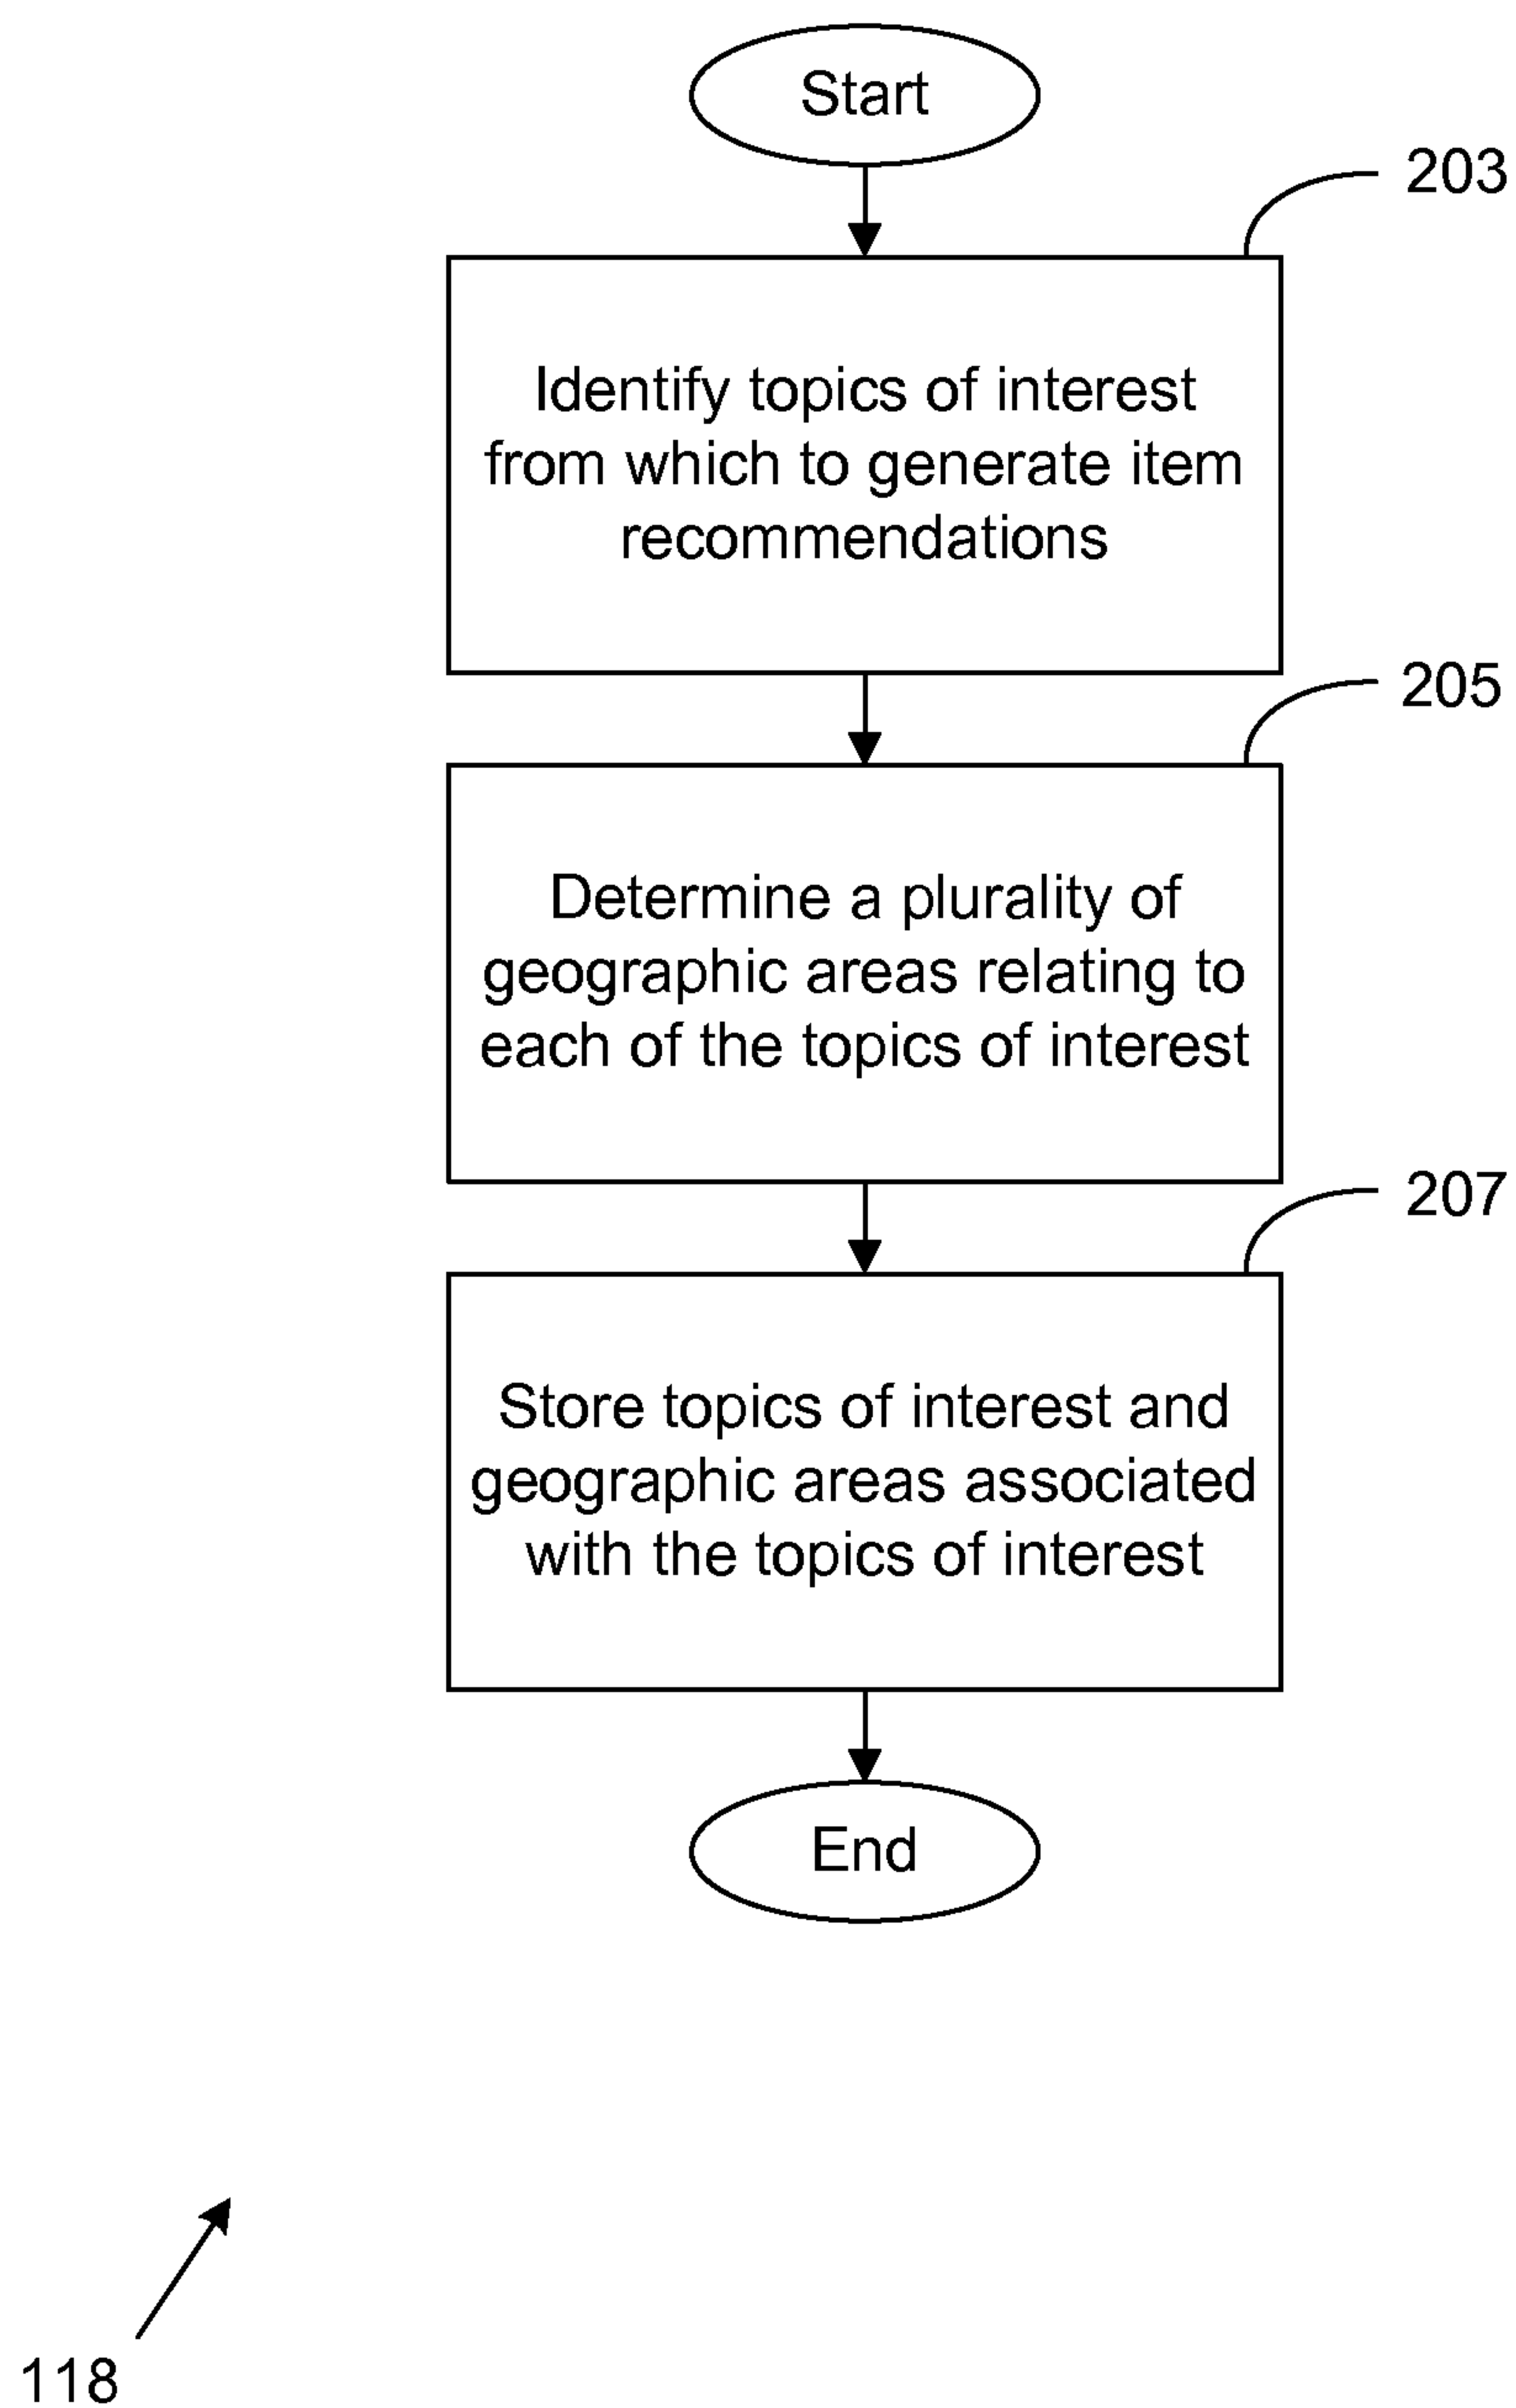 Start
203
Identify topics of interest
from which to generate item
recommendations
205
Determine a plurality of
geographic areas relating to
each of the topics of interest
207
Store topics of interest and
geographic areas associated
with the topics of interest
End
118